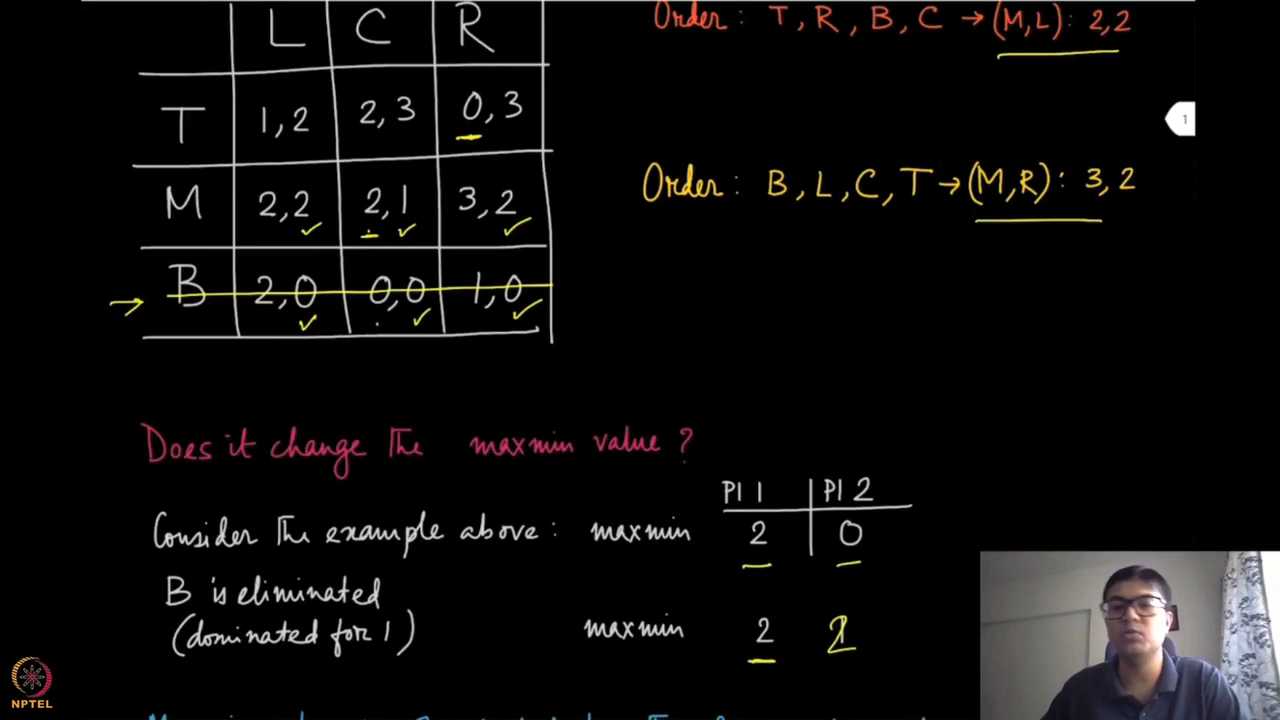 L C R
Order : T, R, B, C → (M, L) : 2, 2
T 1, 2 2, 3 0, 3
M 2, 2 2, 1 3, 2
Order : B, L, C, T → (M, R) : 3, 2
B 2, 0 0, 0 1, 0
1
Does it change the maxmin value ?
Pl 1 Pl 2
Consider the example above : maxmin 2 0
B is eliminated
(dominated for 1) maxmin 2
NPTEL